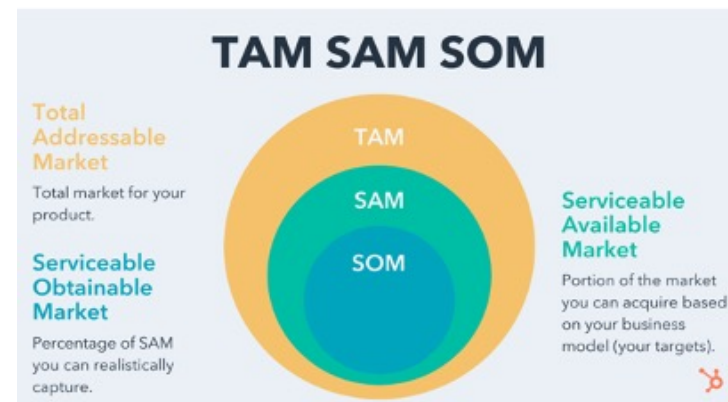 TAM SAM SOM
Total
Addressable
Market
Total market for your
product.
Serviceable
Obtainable
Market
Percentage of SAM
you can realistically
capture.
TAM
SAM
SOM
Serviceable
Available
Market
Portion of the market
you can acquire based
on your business
model (your targets).